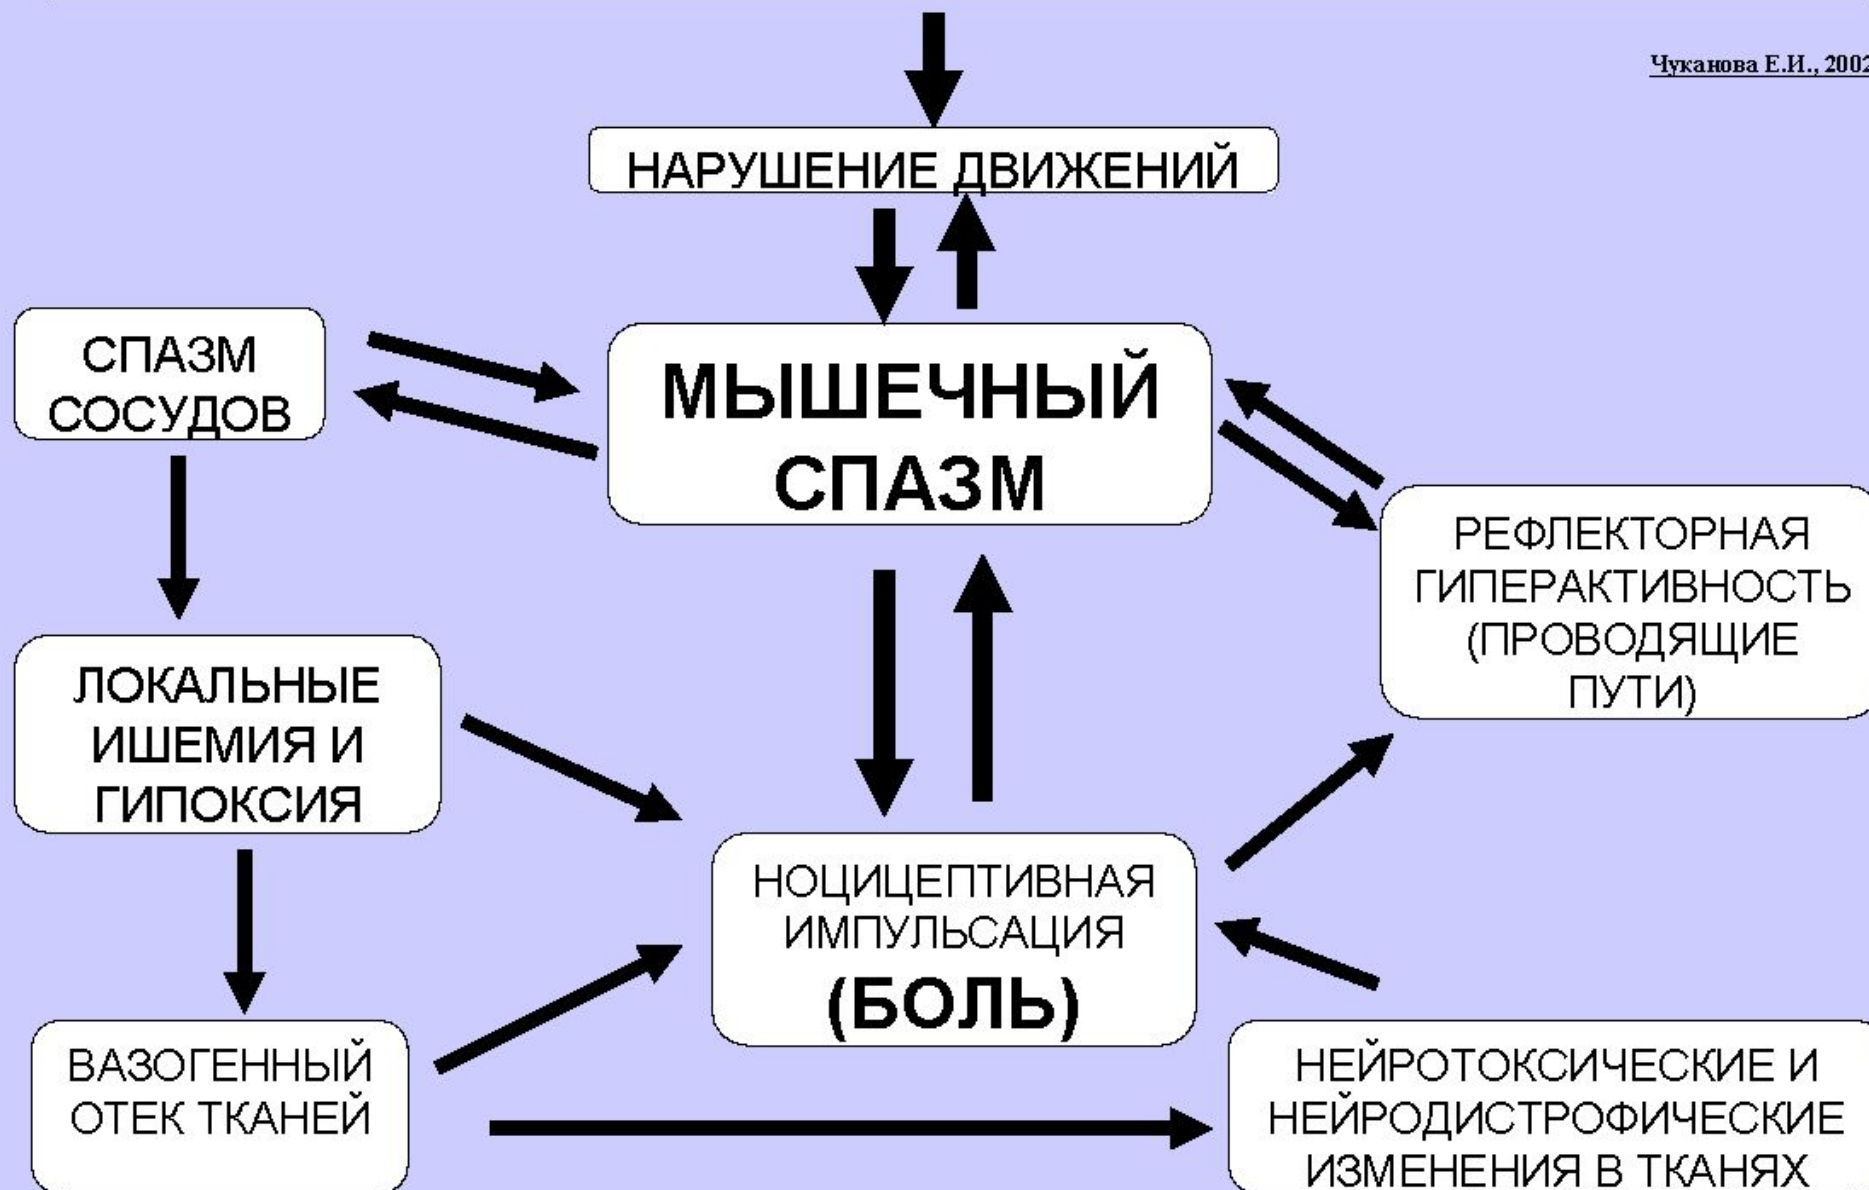 Чуканова Е.И., 2002
НАРУШЕНИЕ ДВИЖЕНИЙ
СПАЗМ
СОСУДОВ
МЫШЕЧНЫЙ
СПАЗМ
РЕФЛЕКТОРНАЯ
ГИПЕРАКТИВНОСТЬ
(ПРОВОДЯЩИЕ
ПУТИ)
ЛОКАЛЬНЫЕ
ИШЕМИЯ И
ГИПОКСИЯ
НОЦИЦЕПТИВНАЯ
ИМПУЛЬСАЦИЯ
(БОЛЬ)
ВАЗОГЕННЫЙ
ОТЕК ТКАНЕЙ
НЕЙРОТОКСИЧЕСКИЕ И
НЕЙРОДИСТРОФИЧЕСКИЕ
ИЗМЕНЕНИЯ В ТКАНЯХ